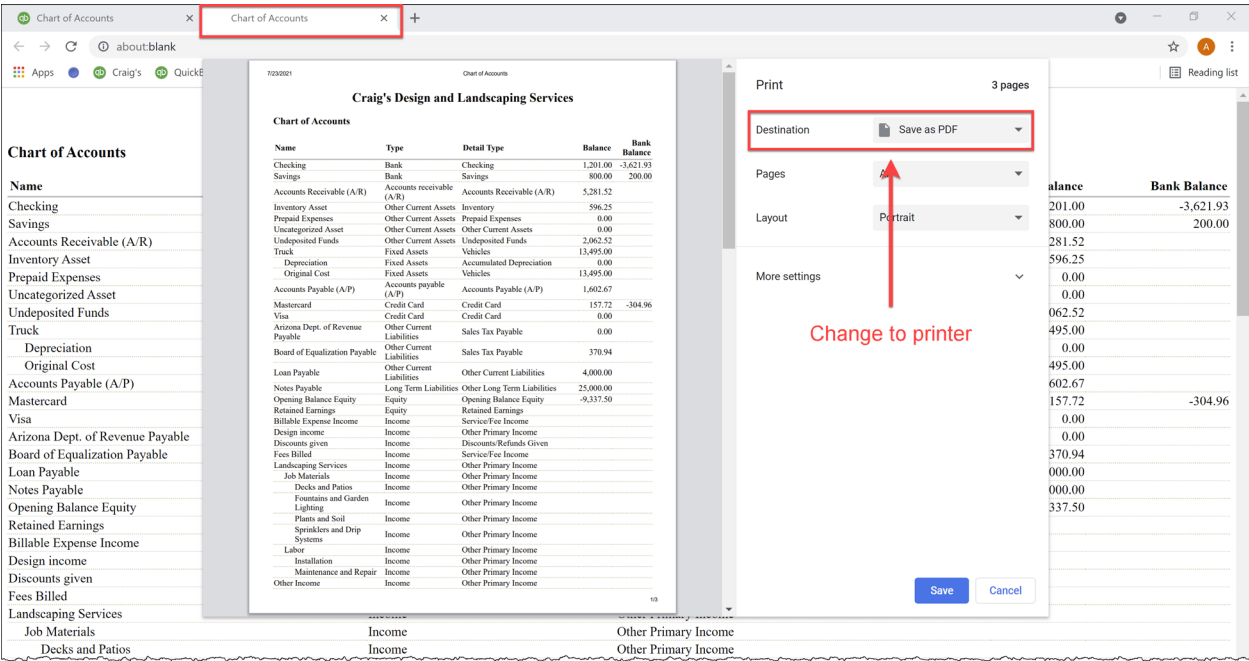 Chart of Accounts
Chart of Accounts
about:blank
Apps
Craig's
QuickB
Reading list
Chart of Accounts
Name
Checking
Savings
Accounts Receivable (A/R)
Inventory Asset
Prepaid Expenses
Uncategorized Asset
Undeposited Funds
Truck
Depreciation
Original Cost
Accounts Payable (A/P)
Mastercard
Visa
Arizona Dept. of Revenue Payable
Board of Equalization Payable
Loan Payable
Notes Payable
Opening Balance Equity
Retained Earnings
Billable Expense Income
Design income
Discounts given
Fees Billed
Landscaping Services
Job Materials Income Other Primary Income
Decks and Patios Income Other Primary Income
7/23/2021 Chart of Accounts
Craig's Design and Landscaping Services
Chart of Accounts
Name Type Detail Type Balance Bank Balance
Checking Bank Checking 1,201.00 -3,621.93
Savings Bank Savings 800.00 200.00
Accounts Receivable (A/R) Accounts receivable (A/R) Accounts Receivable (A/R) 5,281.52
Inventory Asset Other Current Assets Inventory 596.25
Prepaid Expenses Other Current Assets Prepaid Expenses 0.00
Uncategorized Asset Other Current Assets Other Current Assets 0.00
Undeposited Funds Other Current Assets Undeposited Funds 2,062.52
Truck Fixed Assets Vehicles 13,495.00
Depreciation Fixed Assets Accumulated Depreciation 0.00
Original Cost Fixed Assets Vehicles 13,495.00
Accounts Payable (A/P) Accounts payable (A/P) Accounts Payable (A/P) 1,602.67
Mastercard Credit Card Credit Card 157.72 -304.96
Visa Credit Card Credit Card 0.00
Arizona Dept. of Revenue Payable Other Current Liabilities Sales Tax Payable 0.00
Board of Equalization Payable Other Current Liabilities Sales Tax Payable 370.94
Loan Payable Other Current Liabilities Other Current Liabilities 4,000.00
Notes Payable Long Term Liabilities Other Long Term Liabilities 25,000.00
Opening Balance Equity Equity Opening Balance Equity -9,337.50
Retained Earnings Equity Retained Earnings
Billable Expense Income Income Service/Fee Income
Design income Income Other Primary Income
Discounts given Income Discounts/Refunds Given
Fees Billed Income Service/Fee Income
Landscaping Services Income Other Primary Income
Job Materials Income Other Primary Income
Decks and Patios Income Other Primary Income
Fountains and Garden Lighting Income Other Primary Income
Plants and Soil Income Other Primary Income
Sprinklers and Drip Systems Income Other Primary Income
Labor Income Other Primary Income
Installation Income Other Primary Income
Maintenance and Repair Income Other Primary Income
Other Income Income Other Primary Income
1/3
Print 3 pages
Destination Save as PDF
Pages
Layout Portrait
More settings
Change to printer
Save Cancel
alance Bank Balance
201.00 -3,621.93
800.00 200.00
281.52
596.25
0.00
0.00
062.52
495.00
0.00
495.00
602.67
157.72 -304.96
0.00
0.00
370.94
000.00
000.00
337.50